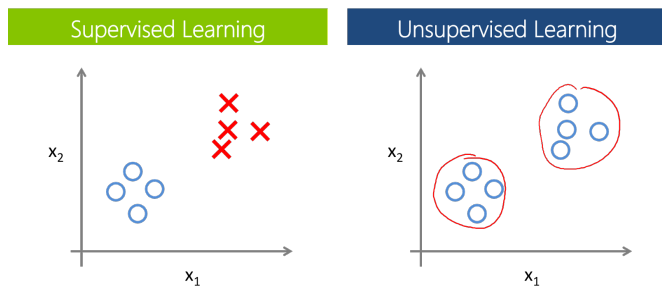 Supervised Learning
Unsupervised Learning
x₂
x₁
x₂
x₁